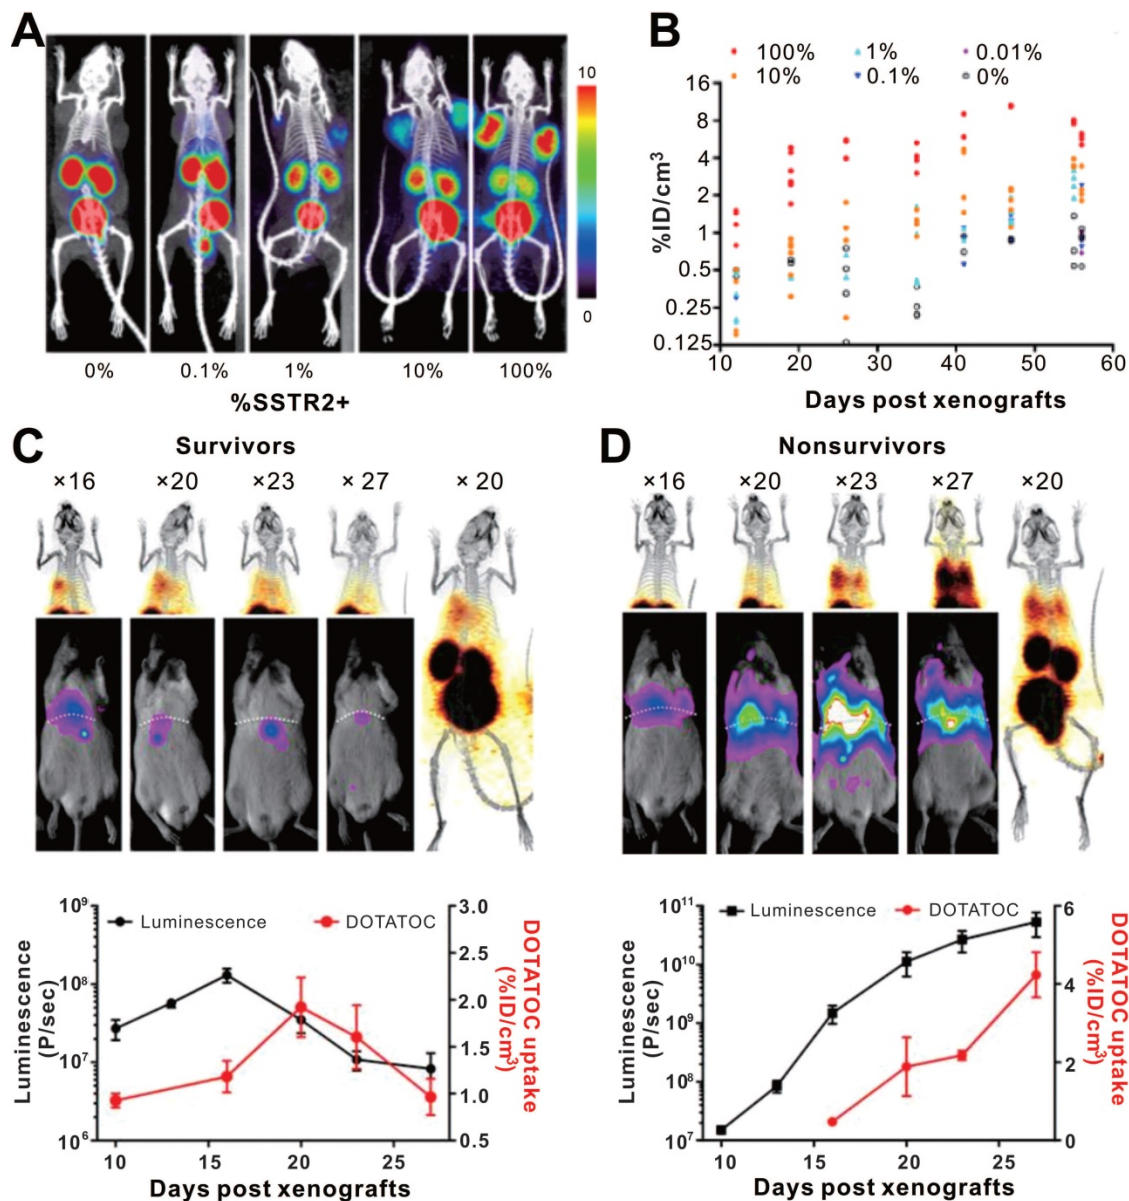 A
10
0
0%
0.1%
1%
10%
100%
%SSTR2+
B
100%
1%
0.01%
10%
0.1%
0%
%ID/cm³
16
8
4
2
1
0.5
0.25
0.125
10
20
30
40
50
60
Days post xenografts
C
Survivors
×16
×20
×23
×27
×20
D
Nonsurvivors
×16
×20
×23
×27
×20
Luminescence
(P/sec)
10⁹
10⁸
10⁷
10⁶
Luminescence
DOTATOC
3.0
2.5
2.0
1.5
1.0
0.5
DOTATOC uptake
(%ID/cm³)
10
15
20
25
Days post xenografts
Luminescence
(P/sec)
10¹¹
10¹⁰
10⁹
10⁸
10⁷
Luminescence
DOTATOC
6
4
2
0
DOTATOC uptake
(%ID/cm³)
10
15
20
25
Days post xenografts